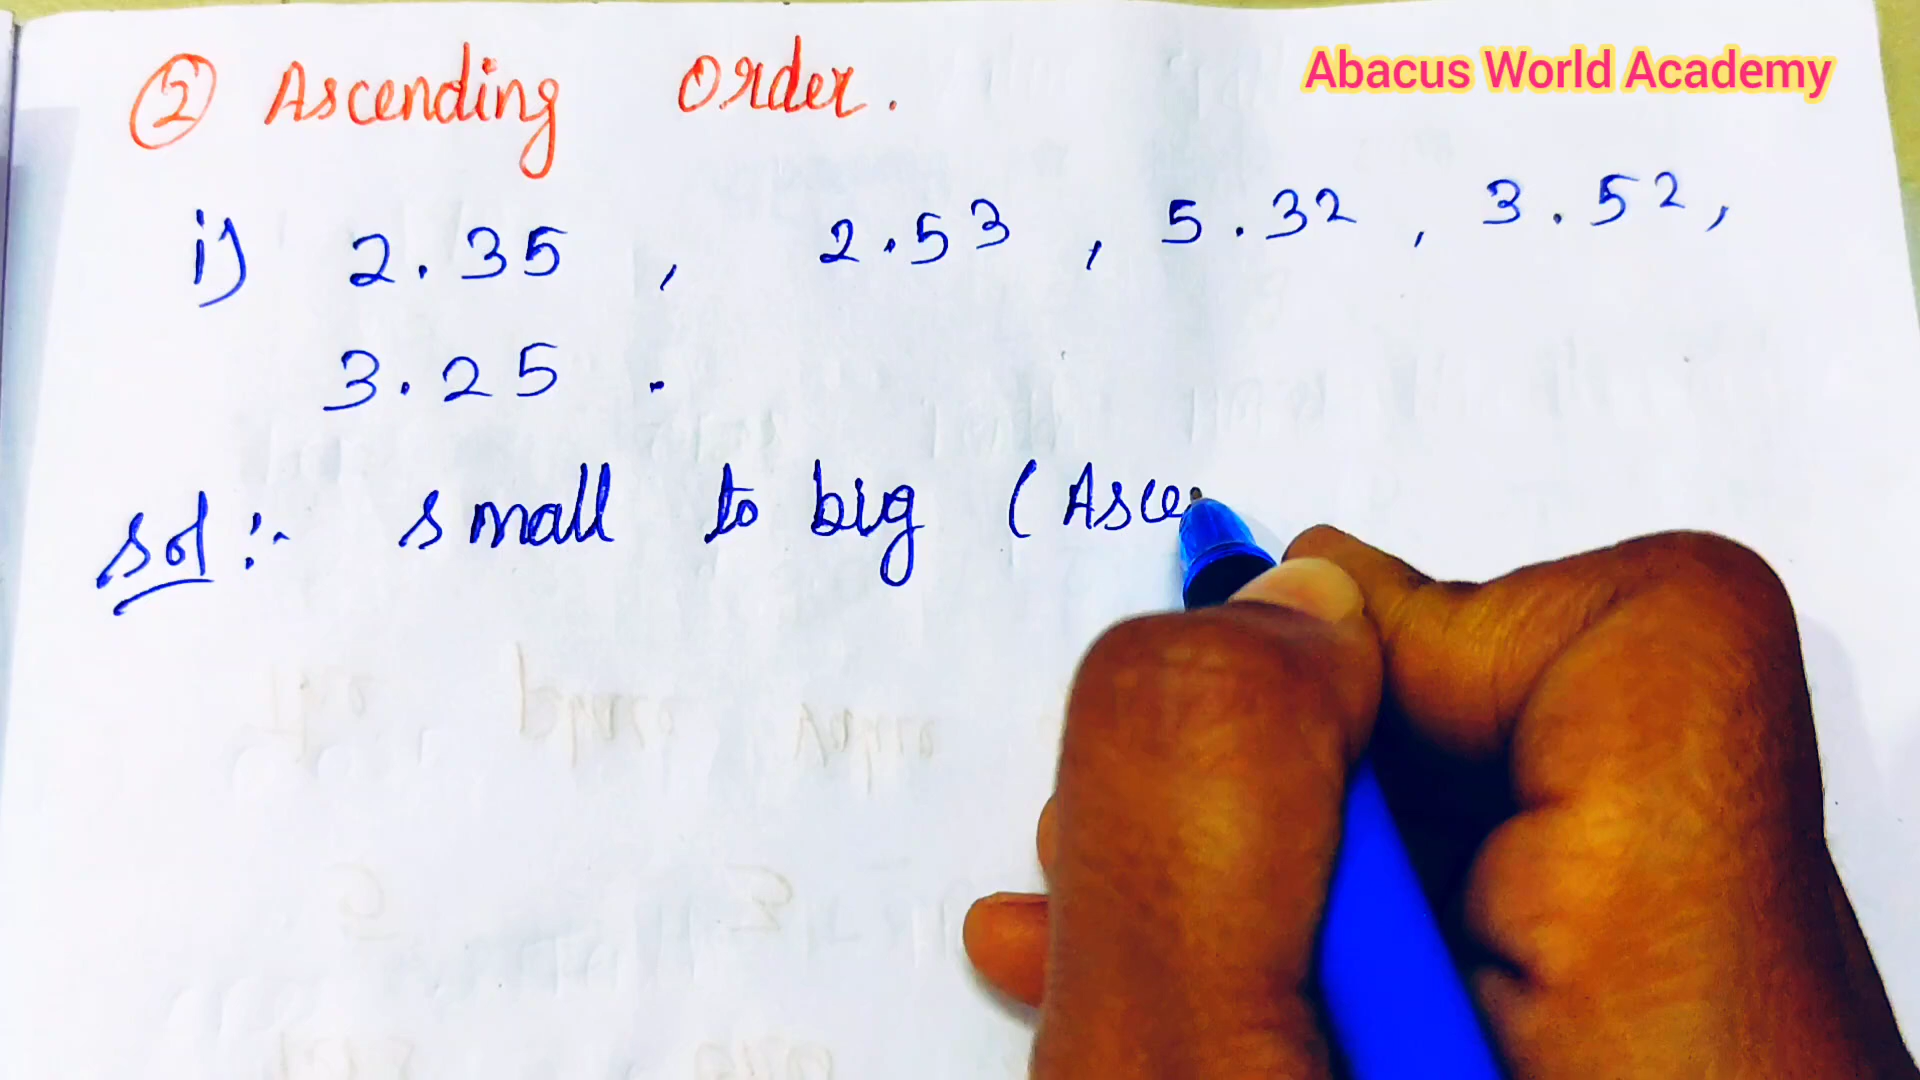 ② Ascending Order.
Abacus World Academy
i) 2.35 , 2.53 , 5.32 , 3.52,
3.25 .
Sol :- small to big ( Asce